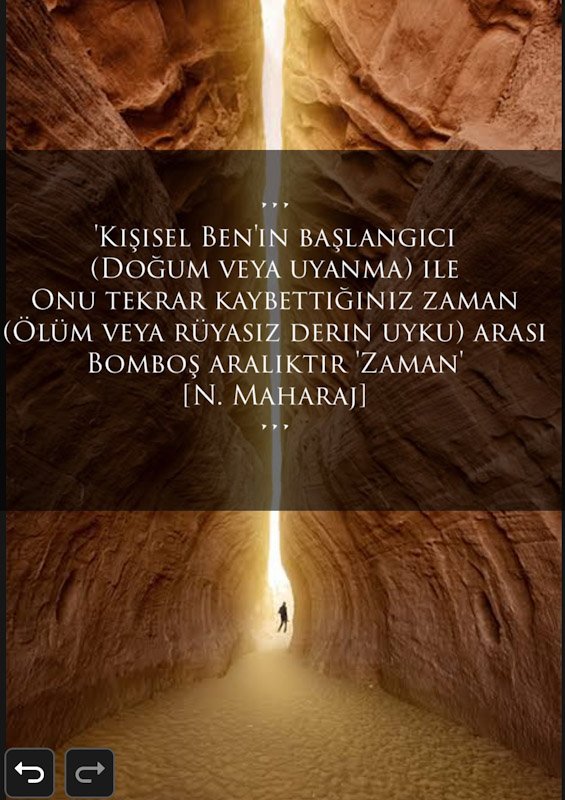 , , ,
'Kişisel Ben'in başlangıcı
(Doğum veya uyanma) ile
Onu tekrar kaybettiğiniz zaman
(Ölüm veya rüyasız derin uyku) arası
Bomboş aralıktır 'Zaman'
[N. Maharaj]
, , ,